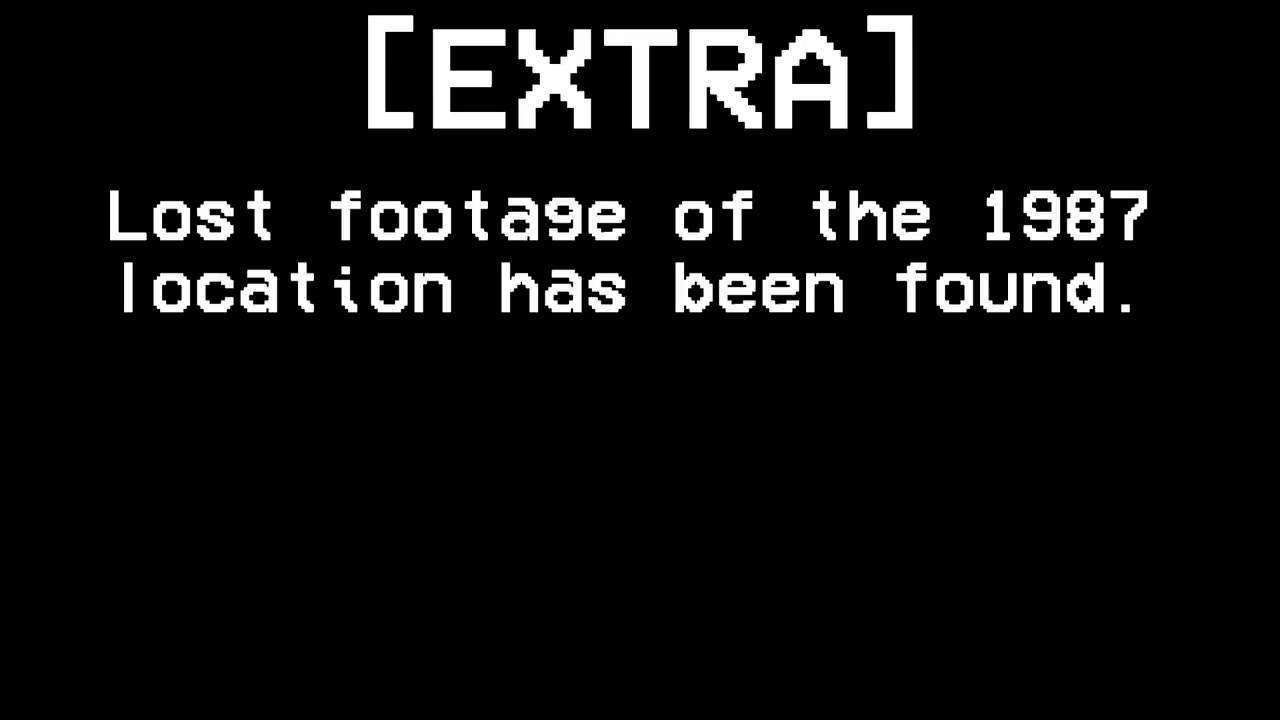 [EXTRA]
Lost footage of the 1987
location has been found.